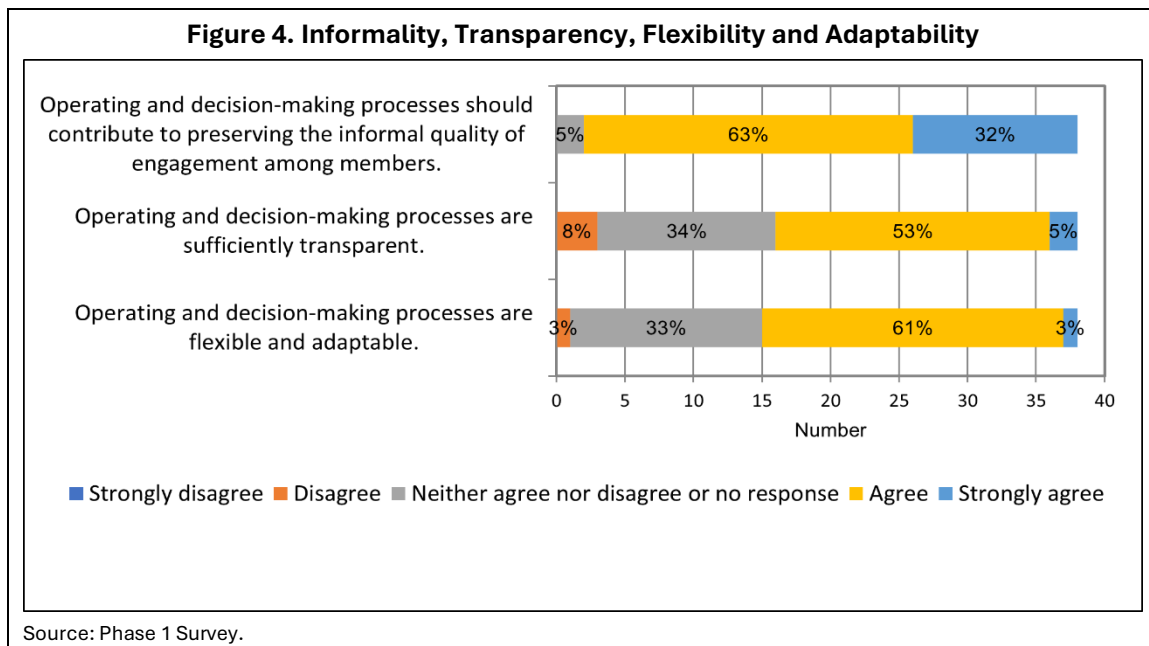 Figure 4. Informality, Transparency, Flexibility and Adaptability
Operating and decision-making processes should
contribute to preserving the informal quality of
engagement among members.
5% 63% 32%
Operating and decision-making processes are
sufficiently transparent.
8% 34% 53% 5%
Operating and decision-making processes are
flexible and adaptable.
3% 33% 61% 3%
0 5 10 15 20 25 30 35 40
Number
Strongly disagree Disagree Neither agree nor disagree or no response Agree Strongly agree
Source: Phase 1 Survey.